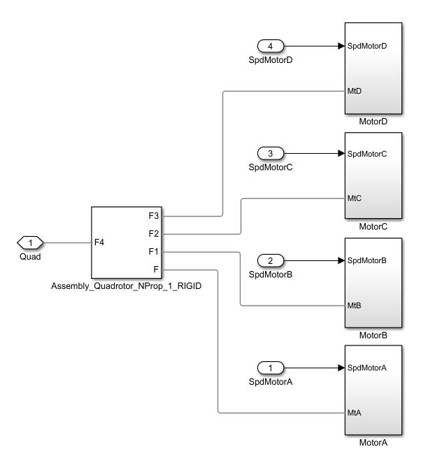 4
SpdMotorD
SpdMotorD
MtD
MotorD
3
SpdMotorC
SpdMotorC
MtC
MotorC
F3
F2
F1
F
F4
1
Quad
Assembly_Quadrotor_NProp_1_RIGID
2
SpdMotorB
SpdMotorB
MtB
MotorB
1
SpdMotorA
SpdMotorA
MtA
MotorA